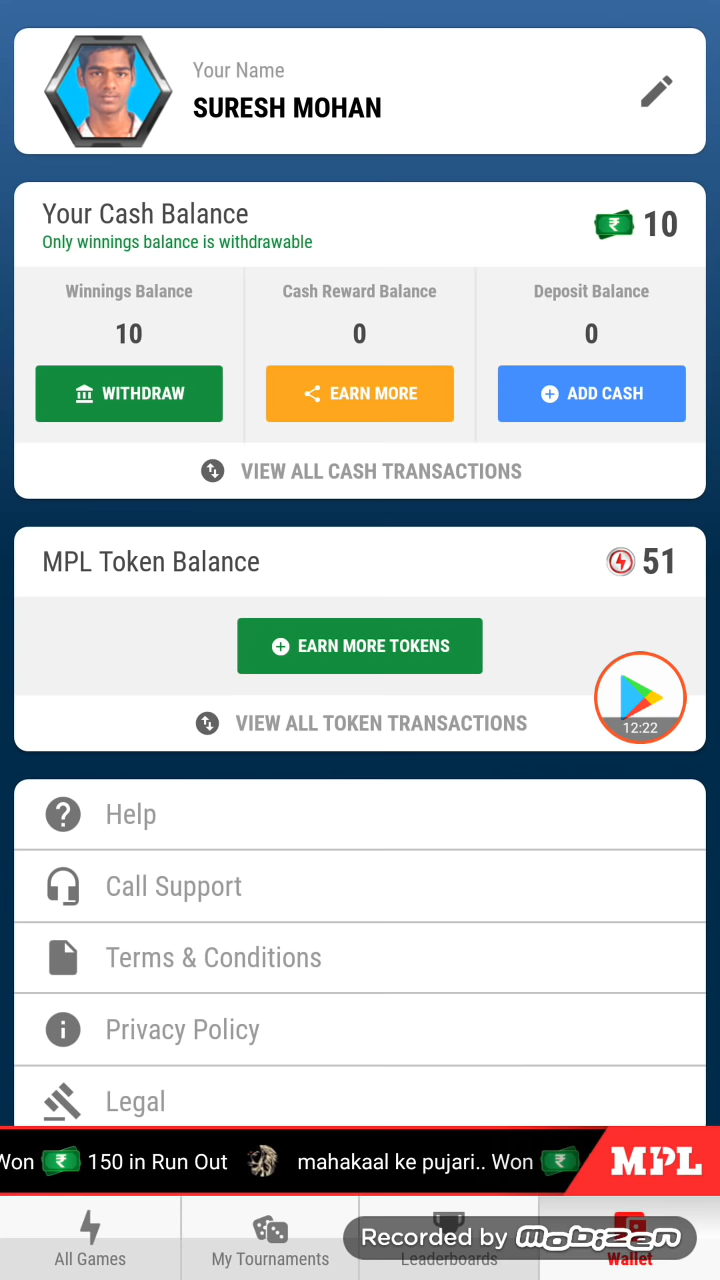 Your Name
SURESH MOHAN
Your Cash Balance
Only winnings balance is withdrawable
₹ 10
Winnings Balance
10
WITHDRAW
Cash Reward Balance
0
EARN MORE
Deposit Balance
0
ADD CASH
VIEW ALL CASH TRANSACTIONS
MPL Token Balance
51
EARN MORE TOKENS
12:22
VIEW ALL TOKEN TRANSACTIONS
Help
Call Support
Terms & Conditions
Privacy Policy
Legal
Won ₹ 150 in Run Out mahakaal ke pujari.. Won ₹ MPL
Recorded by mobizen
All Games My Tournaments Leaderboards Wallet